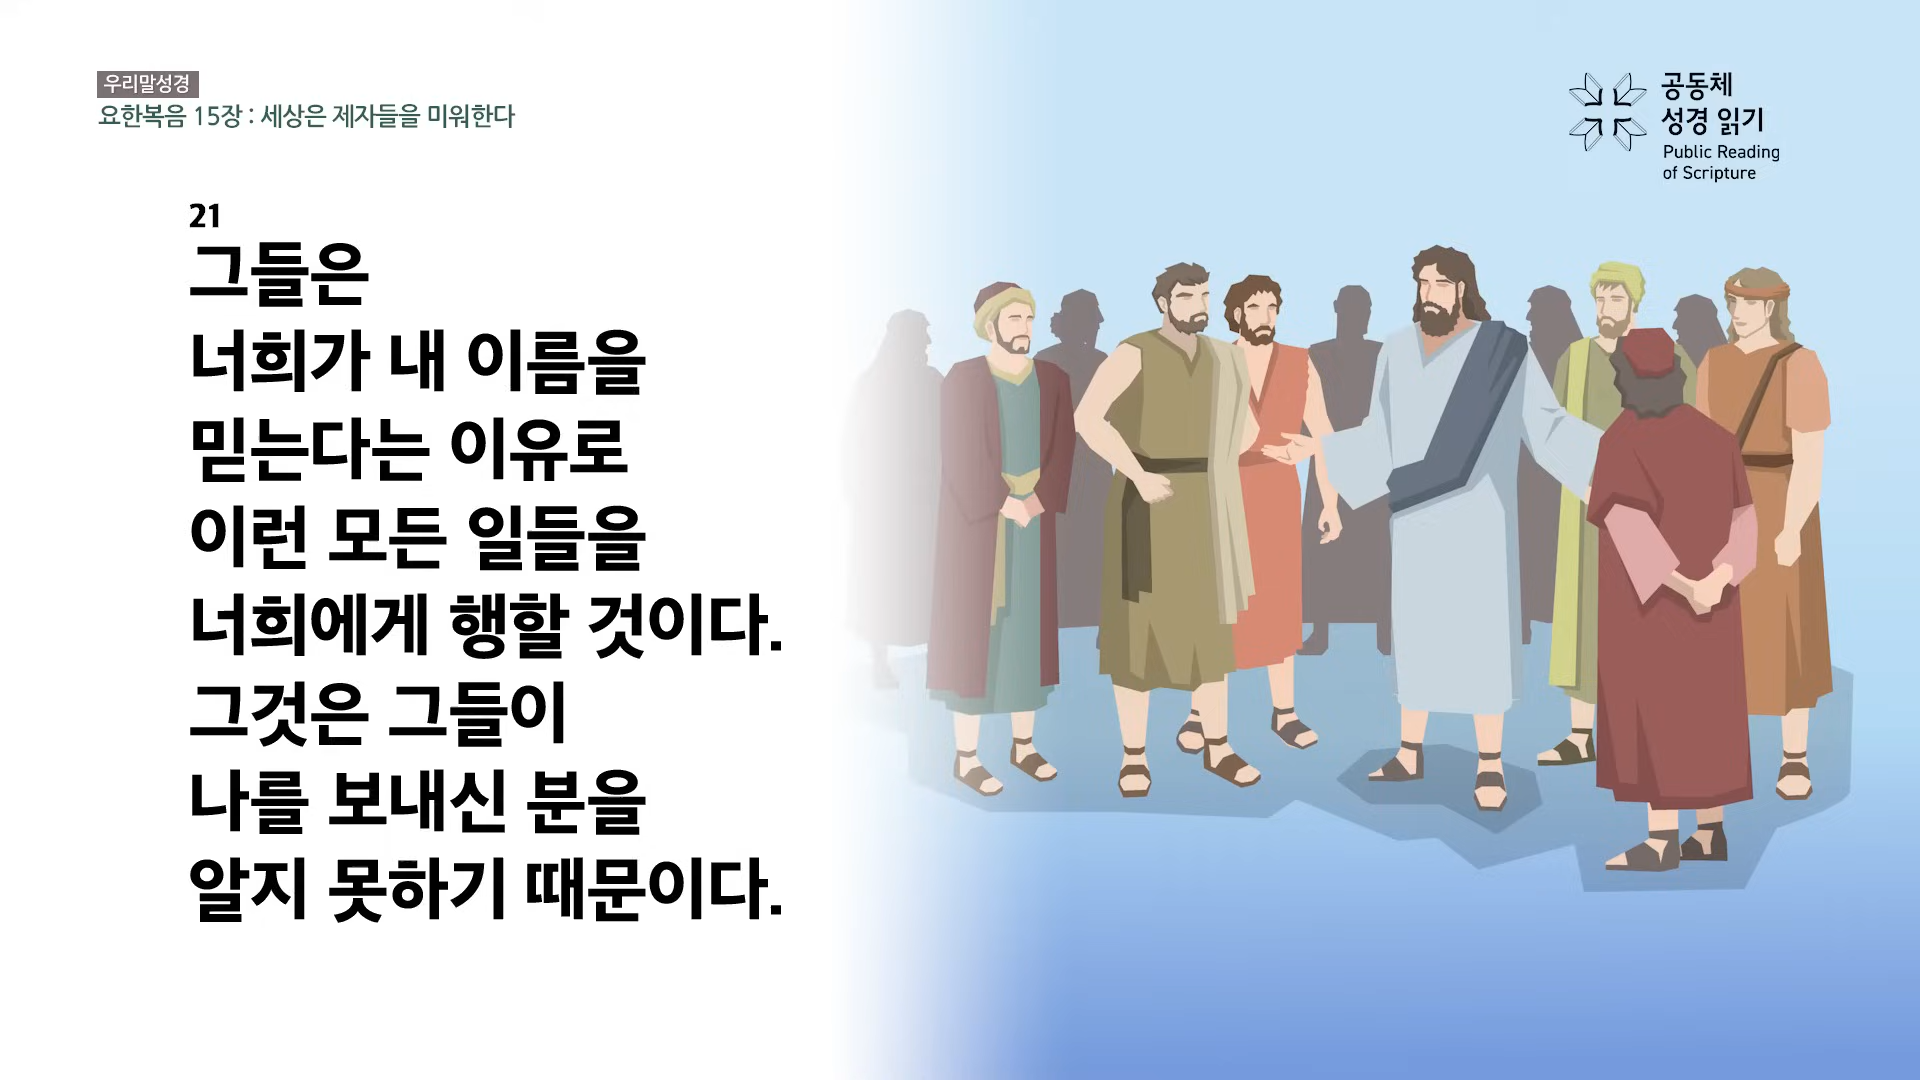 우리말성경
요한복음 15장 : 세상은 제자들을 미워한다
공동체
성경 읽기
Public Reading
of Scripture
21
그들은
너희가 내 이름을
믿는다는 이유로
이런 모든 일들을
너희에게 행할 것이다.
그것은 그들이
나를 보내신 분을
알지 못하기 때문이다.